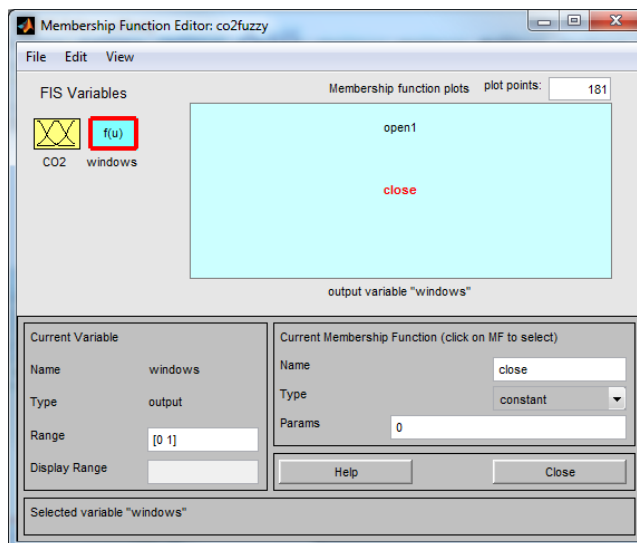 Membership Function Editor: co2fuzzy
File Edit View
FIS Variables
Membership function plots plot points: 181
f(u)
CO2 windows
open1
close
output variable "windows"
Current Variable
Name windows
Type output
Range [0 1]
Display Range
Current Membership Function (click on MF to select)
Name close
Type constant
Params 0
Help Close
Selected variable "windows"